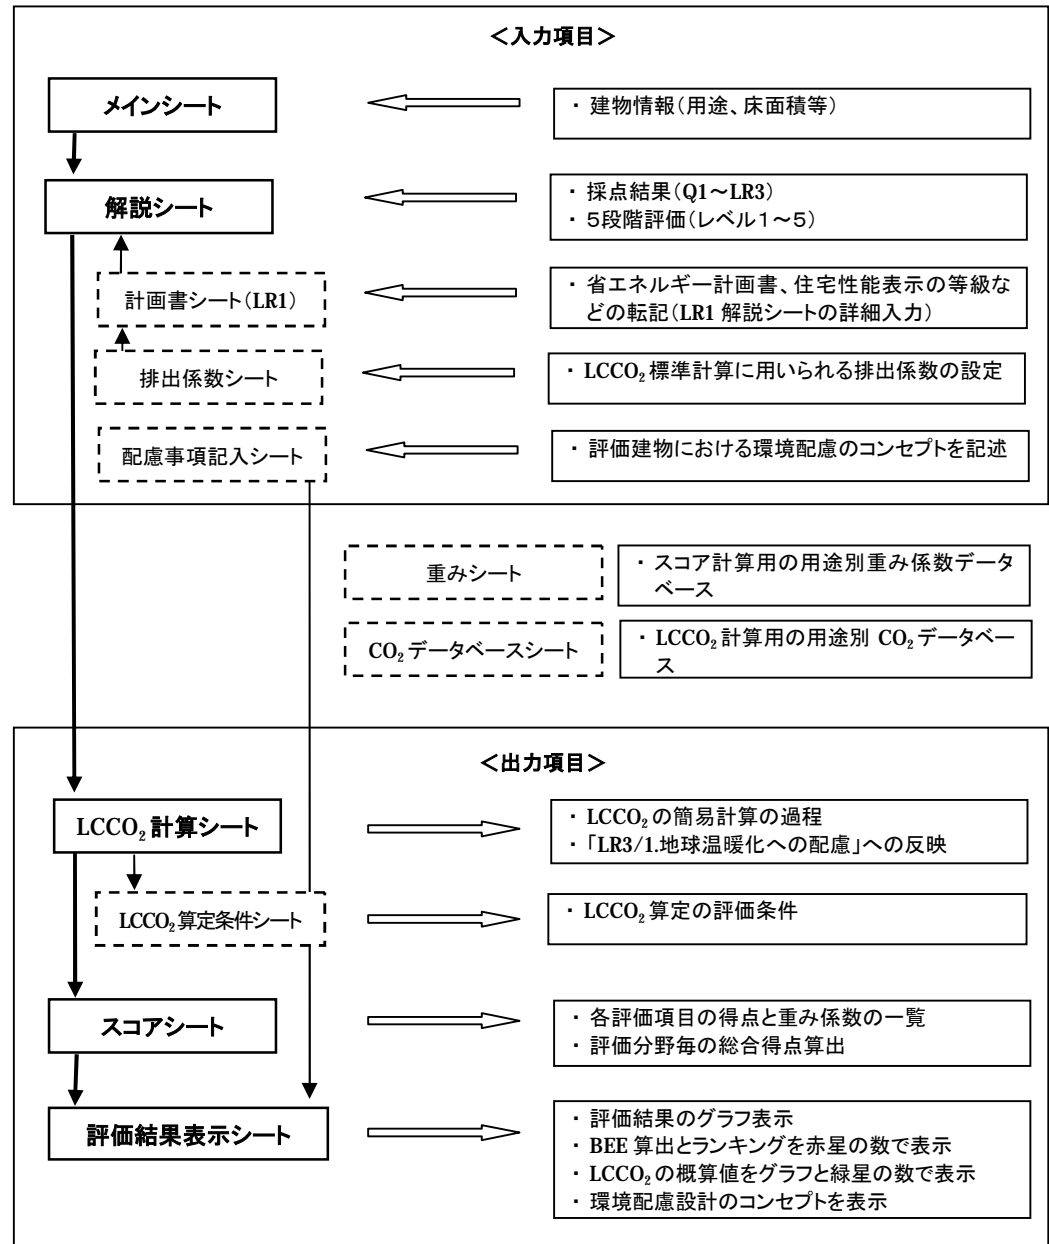 ＜入力項目＞
メインシート
・ 建物情報（用途、床面積等）
解説シート
・ 採点結果（Q1～LR3）
・ 5段階評価（レベル1～5）
計画書シート（LR1）
・ 省エネルギー計画書、住宅性能表示の等級な
どの転記（LR1 解説シートの詳細入力）
排出係数シート
・ LCCO₂標準計算に用いられる排出係数の設定
配慮事項記入シート
・ 評価建物における環境配慮のコンセプトを記述
重みシート
・ スコア計算用の用途別重み係数データ
ベース
CO₂データベースシート
・ LCCO₂計算用の用途別 CO₂データベー
ス
＜出力項目＞
LCCO₂計算シート
・ LCCO₂の簡易計算の過程
・ 「LR3/1.地球温暖化への配慮」への反映
LCCO₂算定条件シート
・ LCCO₂算定の評価条件
スコアシート
・ 各評価項目の得点と重み係数の一覧
・ 評価分野毎の総合得点算出
評価結果表示シート
・ 評価結果のグラフ表示
・ BEE 算出とランキングを赤星の数で表示
・ LCCO₂の概算値をグラフと緑星の数で表示
・ 環境配慮設計のコンセプトを表示